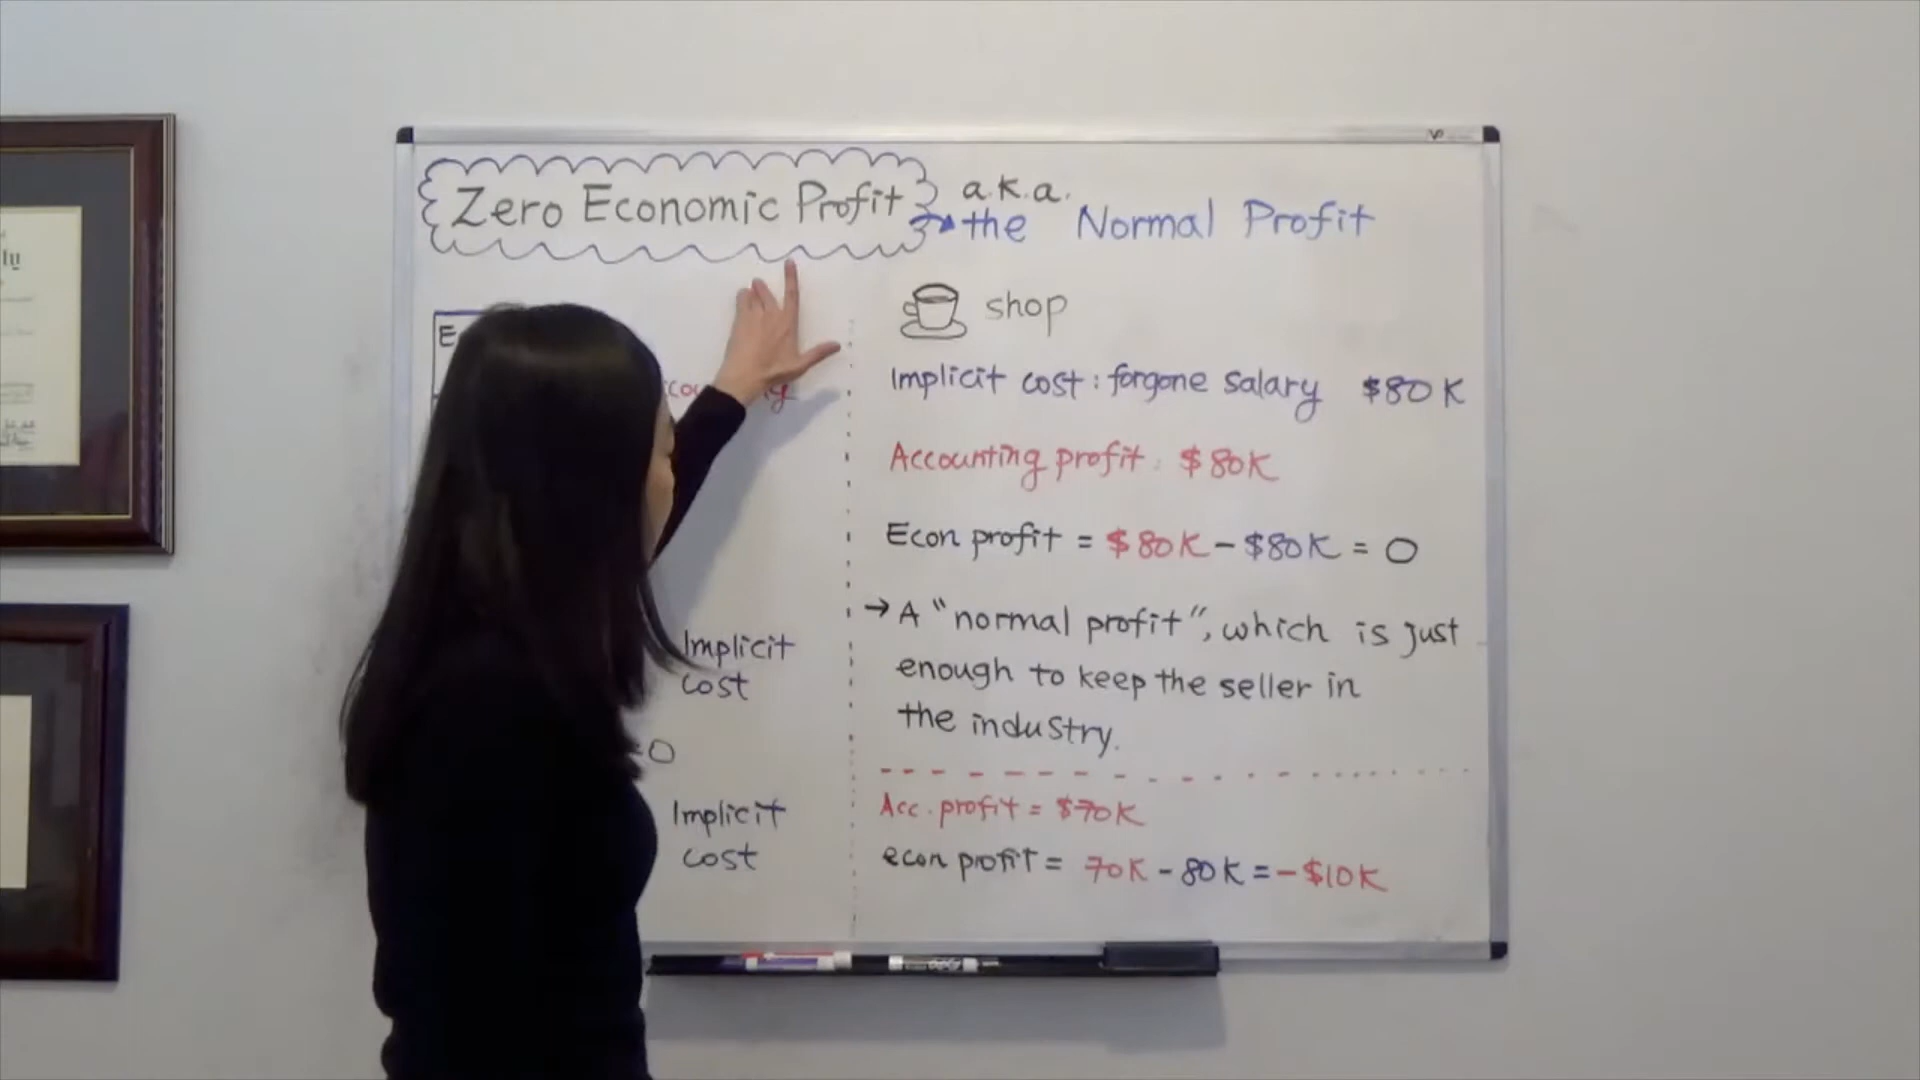 Zero Economic Profit
a.k.a.
the Normal Profit
Implicit
cost
=0
Implicit
cost
shop
Implicit cost: forgone salary $80K
Accounting profit: $80K
Econ profit = $80K - $80K = 0
→ A "normal profit", which is just
enough to keep the seller in
the industry.
Acc. profit = $70K
econ profit = 70K - 80K = - $10K